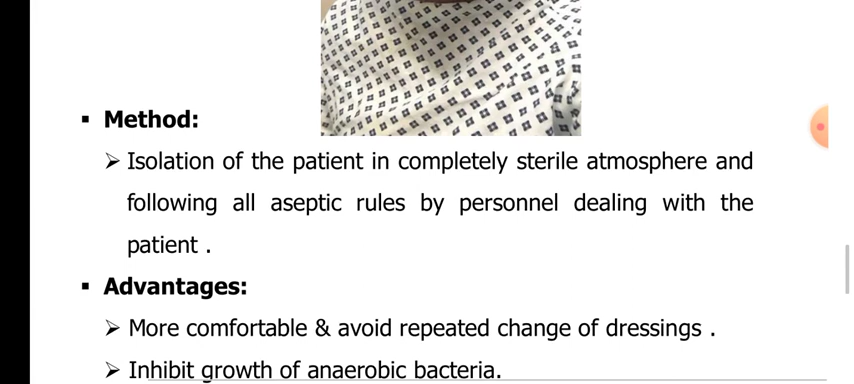 ▪ Method:
➢ Isolation of the patient in completely sterile atmosphere and
following all aseptic rules by personnel dealing with the
patient .
▪ Advantages:
➢ More comfortable & avoid repeated change of dressings .
➢ Inhibit growth of anaerobic bacteria.